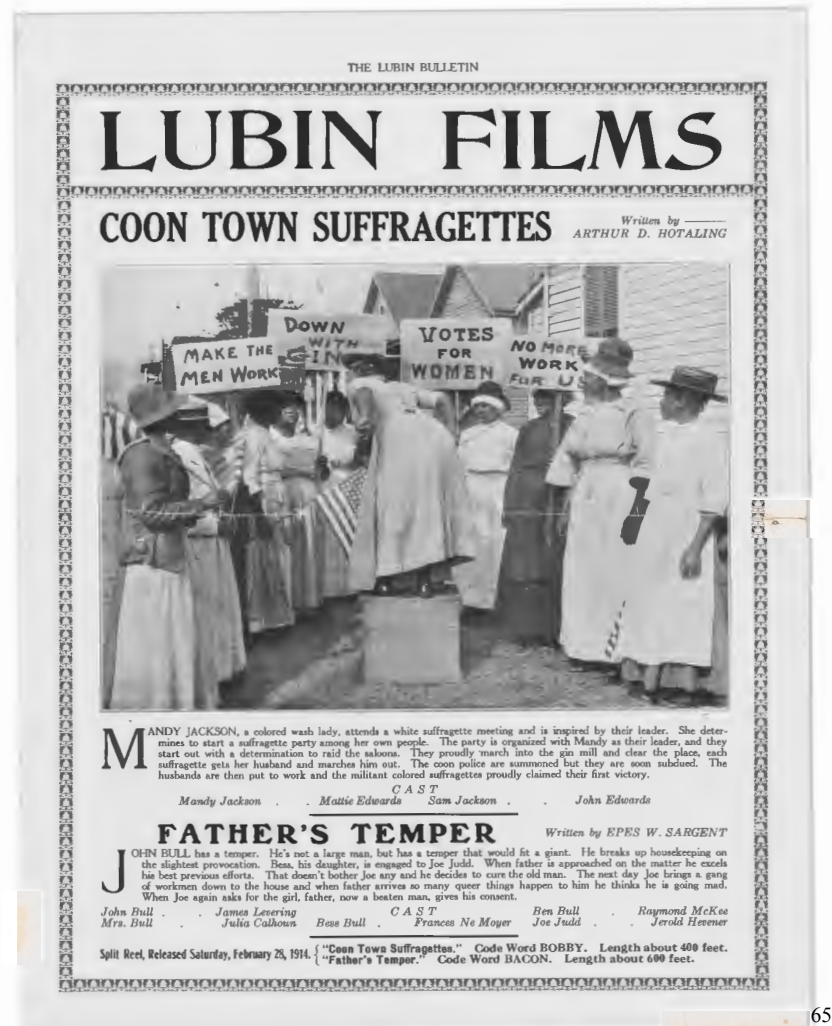 THE LUBIN BULLETIN
LUBIN FILMS
COON TOWN SUFFRAGETTES
Written by
ARTHUR D. HOTALING
MAKE THE
MEN WORK
DOWN
WITH
GIN
VOTES
FOR
WOMEN
NO MORE
WORK
FUR US
MANDY JACKSON, a colored wash lady, attends a white suffragette meeting and is inspired by their leader. She deter-
mines to start a suffragette party among her own people. The party is organized with Mandy as their leader, and they
start out with a determination to raid the saloons. They proudly march into the gin mill and clear the place, each
suffragette gets her husband and marches him out. The coon police are summoned but they are soon subdued. The
husbands are then put to work and the militant colored suffragettes proudly claimed their first victory.
CAST
Mandy Jackson . . Mattie Edwards Sam Jackson . . John Edwards
FATHER'S TEMPER
Written by EPES W. SARGENT
JOHN BULL has a temper. He's not a large man, but has a temper that would fit a giant. He breaks up housekeeping on
the slightest provocation. Bess, his daughter, is engaged to Joe Judd. When father is approached on the matter he excels
his best previous efforts. That doesn't bother Joe any and he decides to cure the old man. The next day Joe brings a gang
of workmen down to the house and when father arrives so many queer things happen to him he thinks he is going mad.
When Joe again asks for the girl, father, now a beaten man, gives his consent.
John Bull . . James Levering CAST Ben Bull . Raymond McKee
Mrs. Bull . Julia Calhoun Bess Bull . Frances Ne Moyer Joe Judd . . Jerold Hevener
Split Reel, Released Saturday, February 28, 1914. { "Coon Town Suffragettes." Code Word BOBBY. Length about 400 feet.
"Father's Temper." Code Word BACON. Length about 600 feet.
65